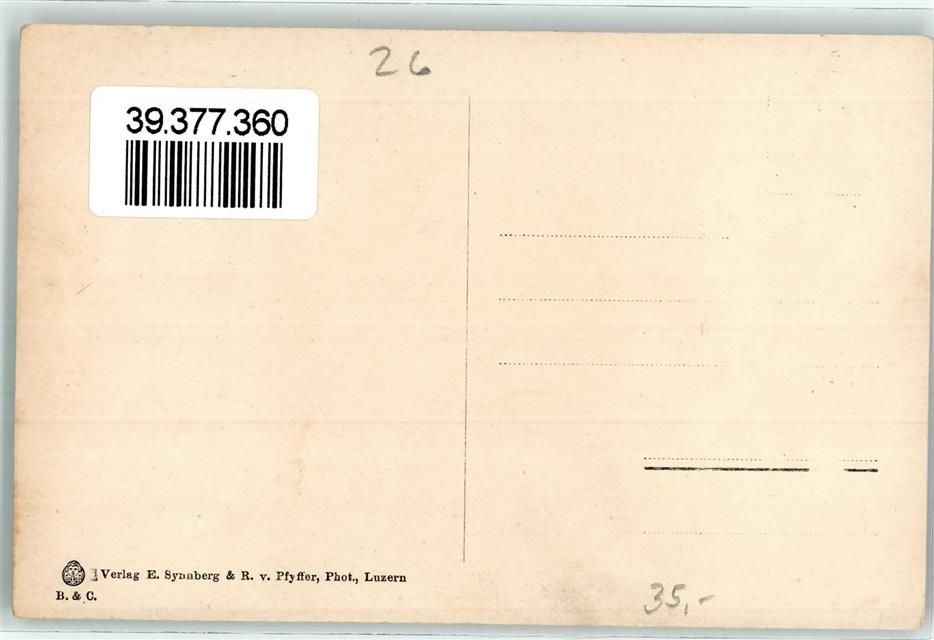 26
39.377.360
Verlag E. Synnberg & R. v. Pfyffer, Phot., Luzern
B. & C.
35,-